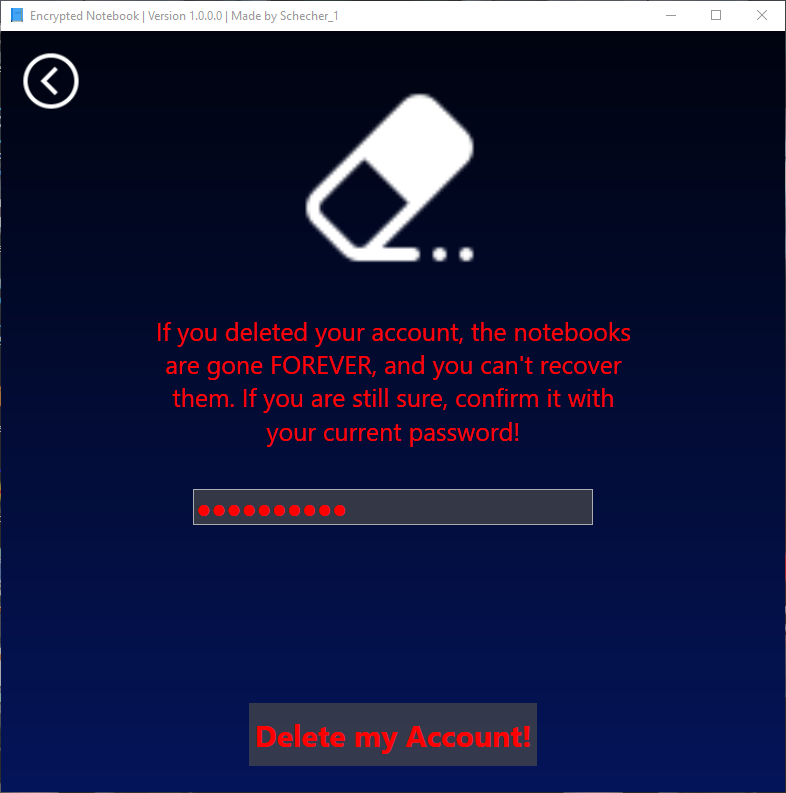 Encrypted Notebook | Version 1.0.0.0 | Made by Schecher_1
If you deleted your account, the notebooks
are gone FOREVER, and you can't recover
them. If you are still sure, confirm it with
your current password!
Delete my Account!